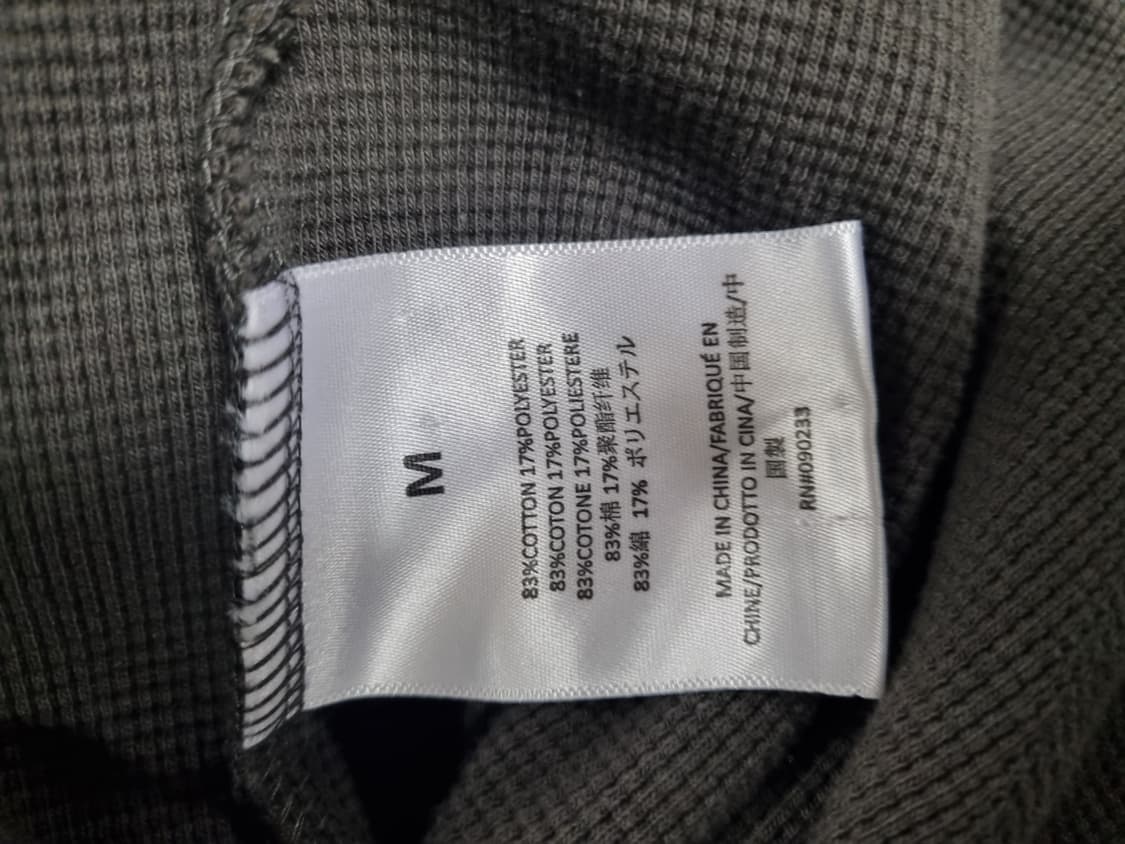 M
83%COTTON 17%POLYESTER
83%COTON 17%POLYESTER
83%COTONE 17%POLIESTERE
83%棉 17%聚酯纤维
83%綿 17% ポリエステル
MADE IN CHINA/FABRIQUÉ EN
CHINE/PRODOTTO IN CINA/中国制造/中
国製
RN#090233